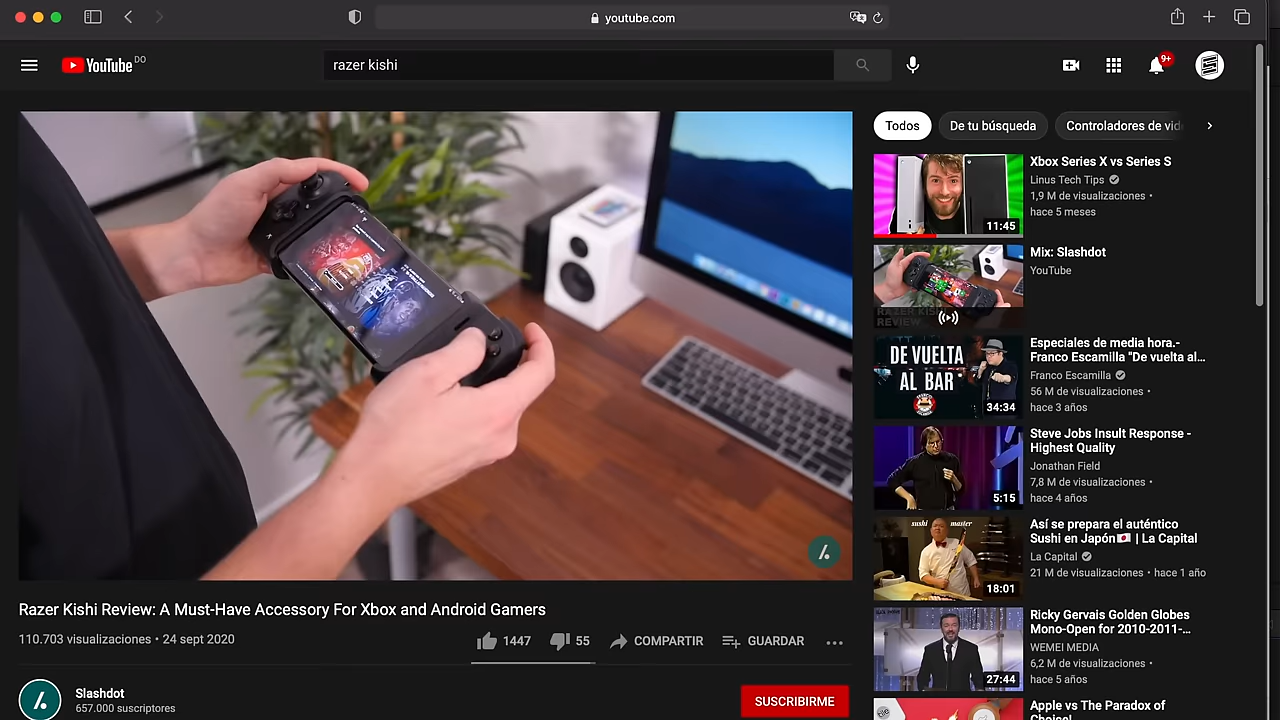 youtube.com
YouTube DO
razer kishi
9+
Todos
De tu búsqueda
Controladores de vid
Xbox Series X vs Series S
Linus Tech Tips
1,9 M de visualizaciones •
hace 5 meses
11:45
Mix: Slashdot
YouTube
RAZER KISHI
REVIEW
Especiales de media hora.-
Franco Escamilla "De vuelta al...
Franco Escamilla
56 M de visualizaciones •
hace 3 años
DE VUELTA
AL BAR
34:34
Steve Jobs Insult Response -
Highest Quality
Jonathan Field
7,8 M de visualizaciones •
hace 4 años
5:15
Así se prepara el auténtico
Sushi en Japón🇯🇵 | La Capital
La Capital
21 M de visualizaciones • hace 1 año
sushi master
18:01
Ricky Gervais Golden Globes
Mono-Open for 2010-2011-...
WEMEI MEDIA
6,2 M de visualizaciones •
hace 5 años
27:44
Apple vs The Paradox of
Choice!
Razer Kishi Review: A Must-Have Accessory For Xbox and Android Gamers
110.703 visualizaciones • 24 sept 2020
1447
55
COMPARTIR
GUARDAR
Slashdot
657.000 suscriptores
SUSCRIBIRME